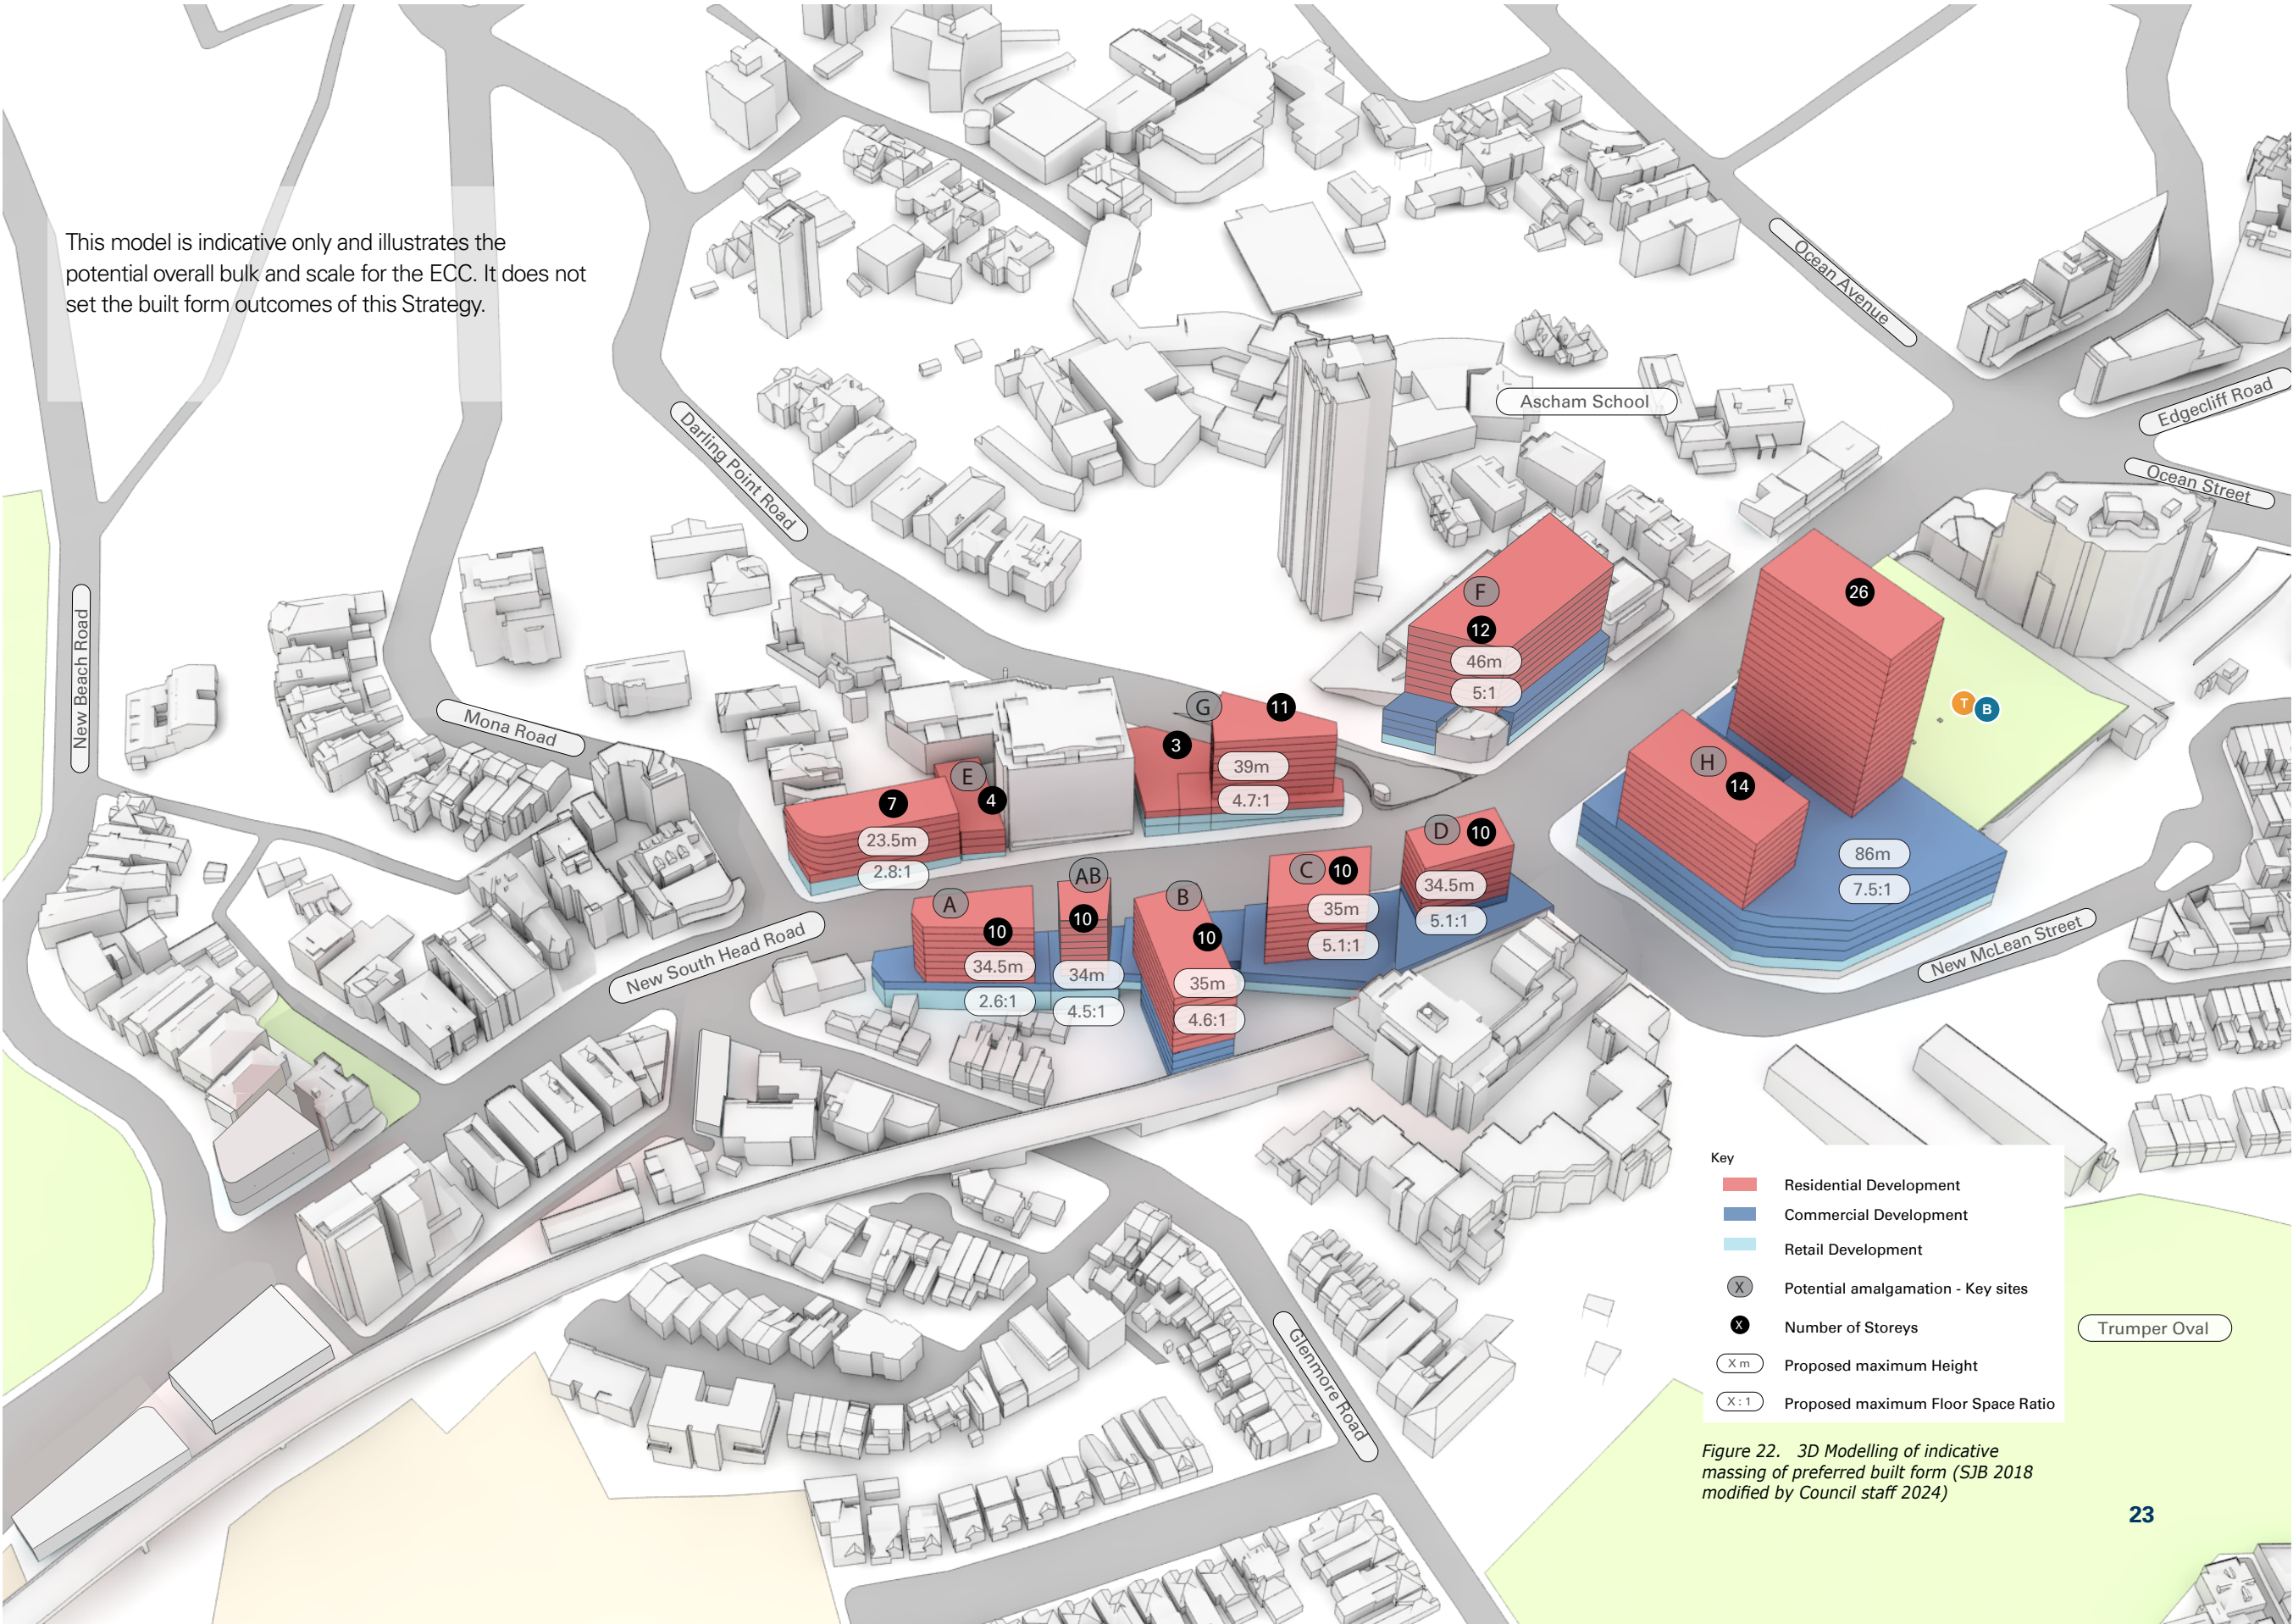 This model is indicative only and illustrates the
potential overall bulk and scale for the ECC. It does not
set the built form outcomes of this Strategy.
Ocean Avenue
Edgecliff Road
Ocean Street
Ascham School
Darling Point Road
New Beach Road
Mona Road
New South Head Road
New McLean Street
Glenmore Road
Trumper Oval
F
12
46m
5:1
26
T
B
H
14
86m
7.5:1
G
11
3
39m
4.7:1
E
7
4
23.5m
2.8:1
A
10
34.5m
2.6:1
AB
10
34m
4.5:1
B
10
35m
4.6:1
C
10
35m
5.1:1
D
10
34.5m
5.1:1
Key
Residential Development
Commercial Development
Retail Development
X
Potential amalgamation - Key sites
X
Number of Storeys
X m
Proposed maximum Height
X : 1
Proposed maximum Floor Space Ratio
Figure 22. 3D Modelling of indicative
massing of preferred built form (SJB 2018
modified by Council staff 2024)
23